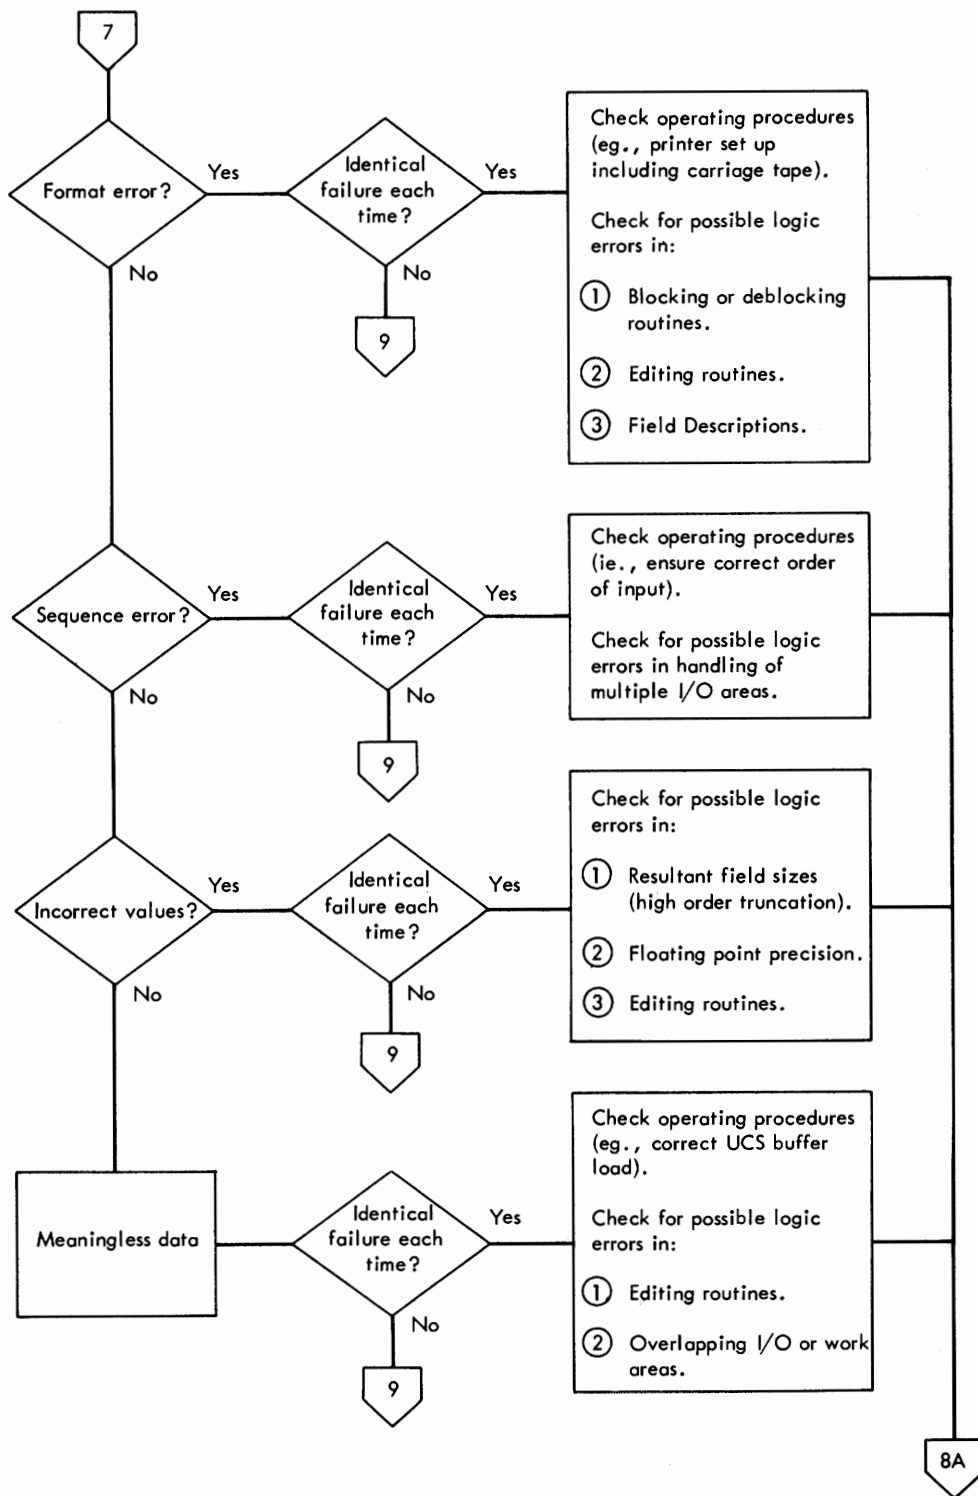 7
Format error?
Yes
No
Identical
failure each
time?
Yes
No
9
Check operating procedures
(eg., printer set up
including carriage tape).
Check for possible logic
errors in:
1 Blocking or deblocking
routines.
2 Editing routines.
3 Field Descriptions.
Sequence error?
Yes
No
Identical
failure each
time?
Yes
No
9
Check operating procedures
(ie., ensure correct order
of input).
Check for possible logic
errors in handling of
multiple I/O areas.
Incorrect values?
Yes
No
Identical
failure each
time?
Yes
No
9
Check for possible logic
errors in:
1 Resultant field sizes
(high order truncation).
2 Floating point precision.
3 Editing routines.
Meaningless data
Identical
failure each
time?
Yes
No
9
Check operating procedures
(eg., correct UCS buffer
load).
Check for possible logic
errors in:
1 Editing routines.
2 Overlapping I/O or work
areas.
8A